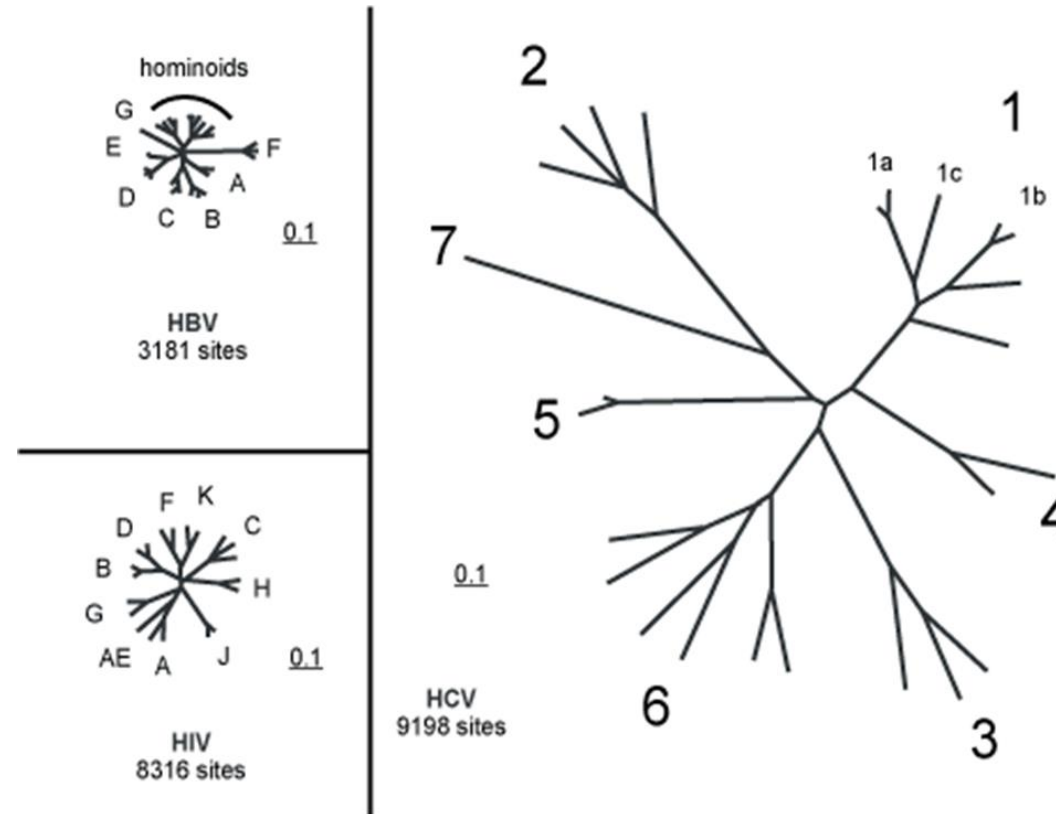 hominoids
G
E
F
D
A
C
B
0.1
HBV
3181 sites
F
K
D
C
B
H
G
AE
A
J
0.1
HIV
8316 sites
2
1
1a
1c
1b
7
5
4
0.1
6
3
HCV
9198 sites